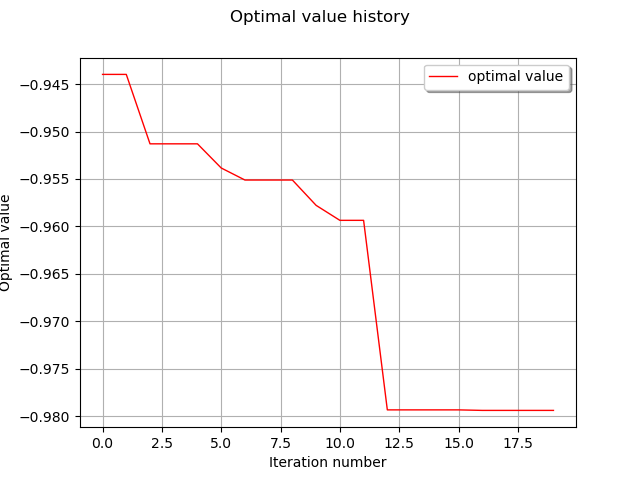 Optimal value history
optimal value
−0.945
−0.950
−0.955
−0.960
−0.965
−0.970
−0.975
−0.980
Optimal value
0.0 2.5 5.0 7.5 10.0 12.5 15.0 17.5
Iteration number